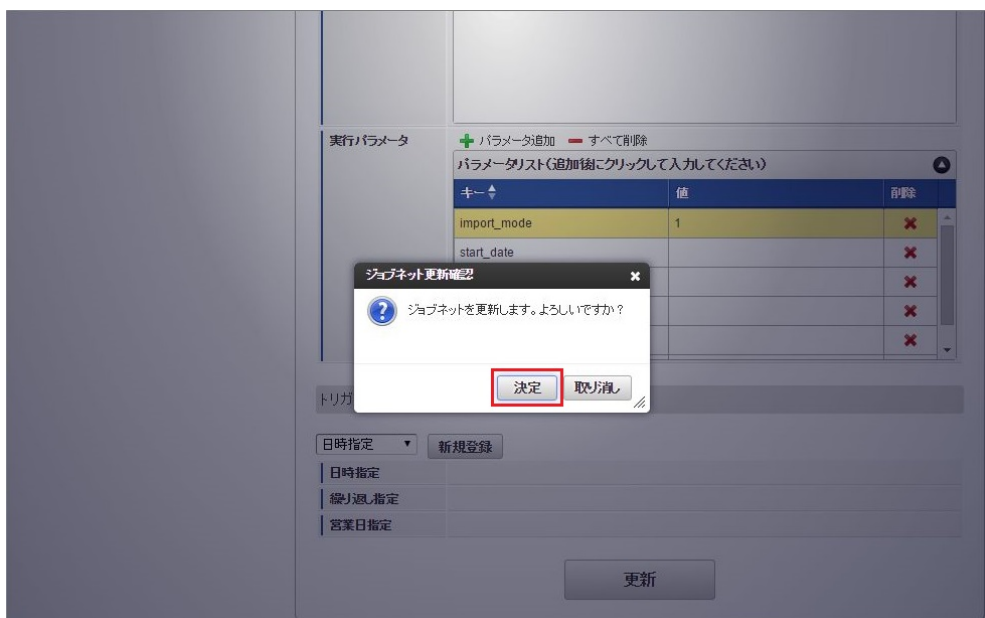 実行パラメータ
パラメータ追加 すべて削除
パラメータリスト(追加後にクリックして入力してください)
キー 値 削除
import_mode 1
start_date
ジョブネット更新確認
ジョブネットを更新します。よろしいですか?
決定 取り消し
トリガ
日時指定 新規登録
日時指定
繰り返し指定
営業日指定
更新